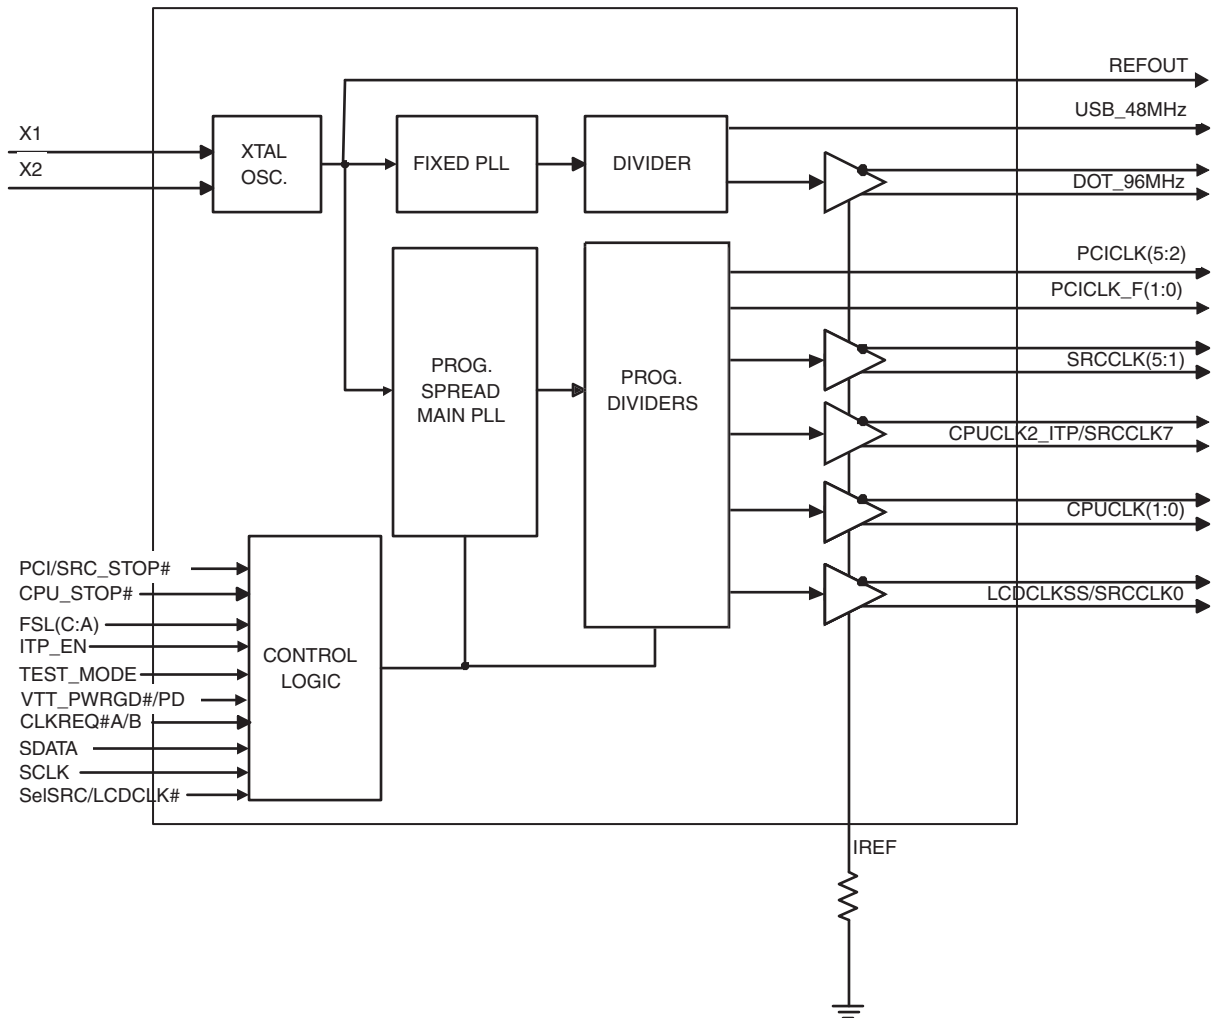 REFOUT
USB_48MHz
X1
X2
XTAL
OSC.
FIXED PLL
DIVIDER
DOT_96MHz
PCICLK(5:2)
PCICLK_F(1:0)
PROG.
SPREAD
MAIN PLL
PROG.
DIVIDERS
SRCCLK(5:1)
CPUCLK2_ITP/SRCCLK7
CPUCLK(1:0)
LCDCLKSS/SRCCLK0
PCI/SRC_STOP#
CPU_STOP#
FSL(C:A)
ITP_EN
TEST_MODE
VTT_PWRGD#/PD
CLKREQ#A/B
SDATA
SCLK
SelSRC/LCDCLK#
CONTROL
LOGIC
IREF